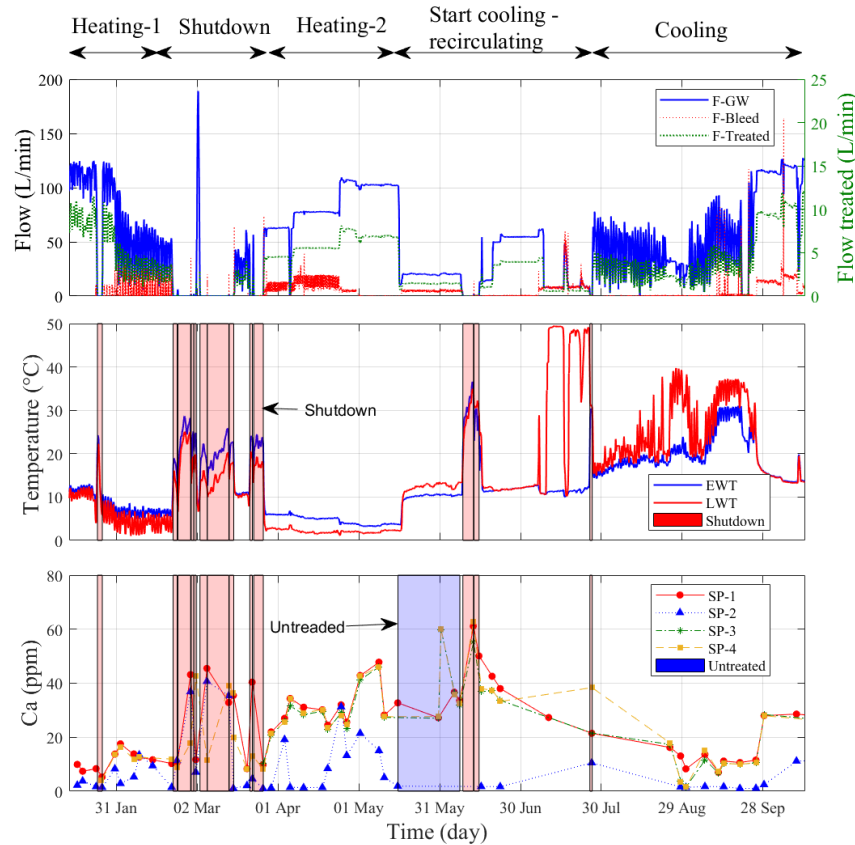 Heating-1 Shutdown Heating-2 Start cooling - recirculating Cooling
200 150 100 50 0
Flow (L/min)
F-GW
F-Bleed
F-Treated
25 20 15 10 5 0
Flow treated (L/min)
50 40 30 20 10 0
Temperature (°C)
Shutdown
EWT
LWT
Shutdown
80 60 40 20 0
Ca (ppm)
Untreaded
SP-1
SP-2
SP-3
SP-4
Untreated
31 Jan 02 Mar 01 Apr 01 May 31 May 30 Jun 30 Jul 29 Aug 28 Sep
Time (day)